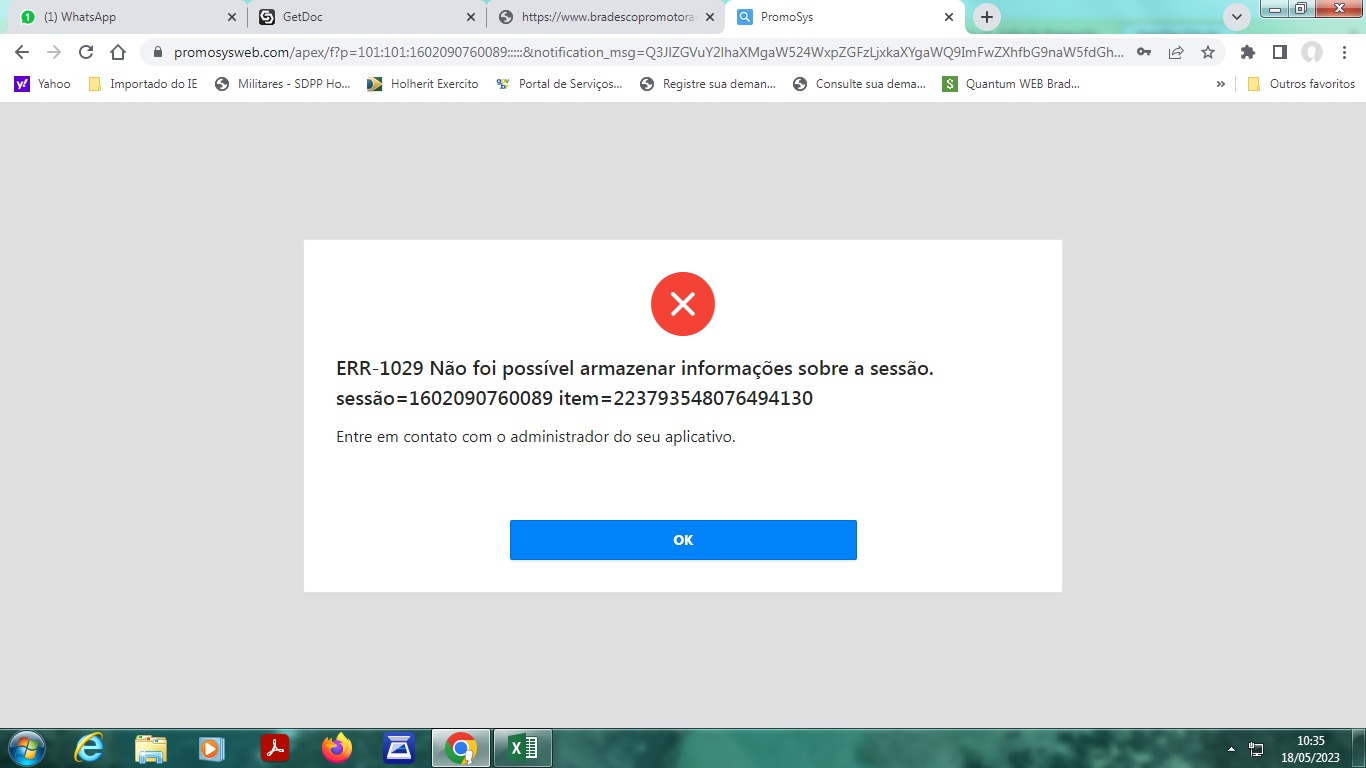 (1) WhatsApp
GetDoc
https://www.bradescopromotora
PromoSys
promosysweb.com/apex/f?p=101:101:1602090760089:::::&notification_msg=Q3JlZGVuY2lhaXMgaW524WxpZGFzLjxkaXYgaWQ9ImFwZXhfbG9naW5fdGh...
Yahoo
Importado do IE
Militares - SDPP Ho...
Holherit Exercito
Portal de Serviços...
Registre sua deman...
Consulte sua dema...
Quantum WEB Brad...
»
Outros favoritos
ERR-1029 Não foi possível armazenar informações sobre a sessão.
sessão=1602090760089 item=223793548076494130
Entre em contato com o administrador do seu aplicativo.
OK
10:35
18/05/2023